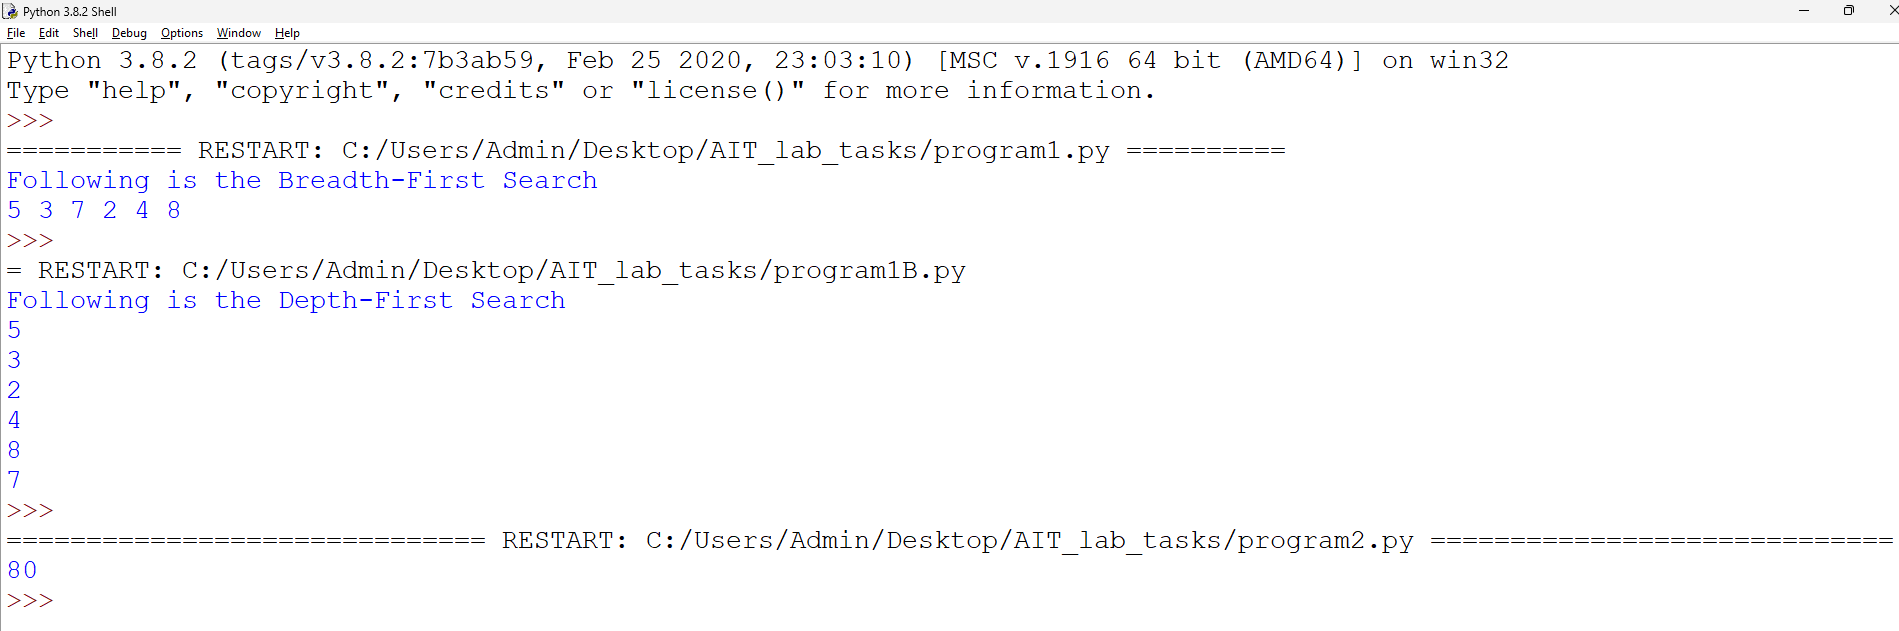 Python 3.8.2 Shell
File Edit Shell Debug Options Window Help
Python 3.8.2 (tags/v3.8.2:7b3ab59, Feb 25 2020, 23:03:10) [MSC v.1916 64 bit (AMD64)] on win32
Type "help", "copyright", "credits" or "license()" for more information.
>>>
=========== RESTART: C:/Users/Admin/Desktop/AIT_lab_tasks/program1.py ==========
Following is the Breadth-First Search
5 3 7 2 4 8
>>>
= RESTART: C:/Users/Admin/Desktop/AIT_lab_tasks/program1B.py
Following is the Depth-First Search
5
3
2
4
8
7
>>>
============================== RESTART: C:/Users/Admin/Desktop/AIT_lab_tasks/program2.py =============================
80
>>>